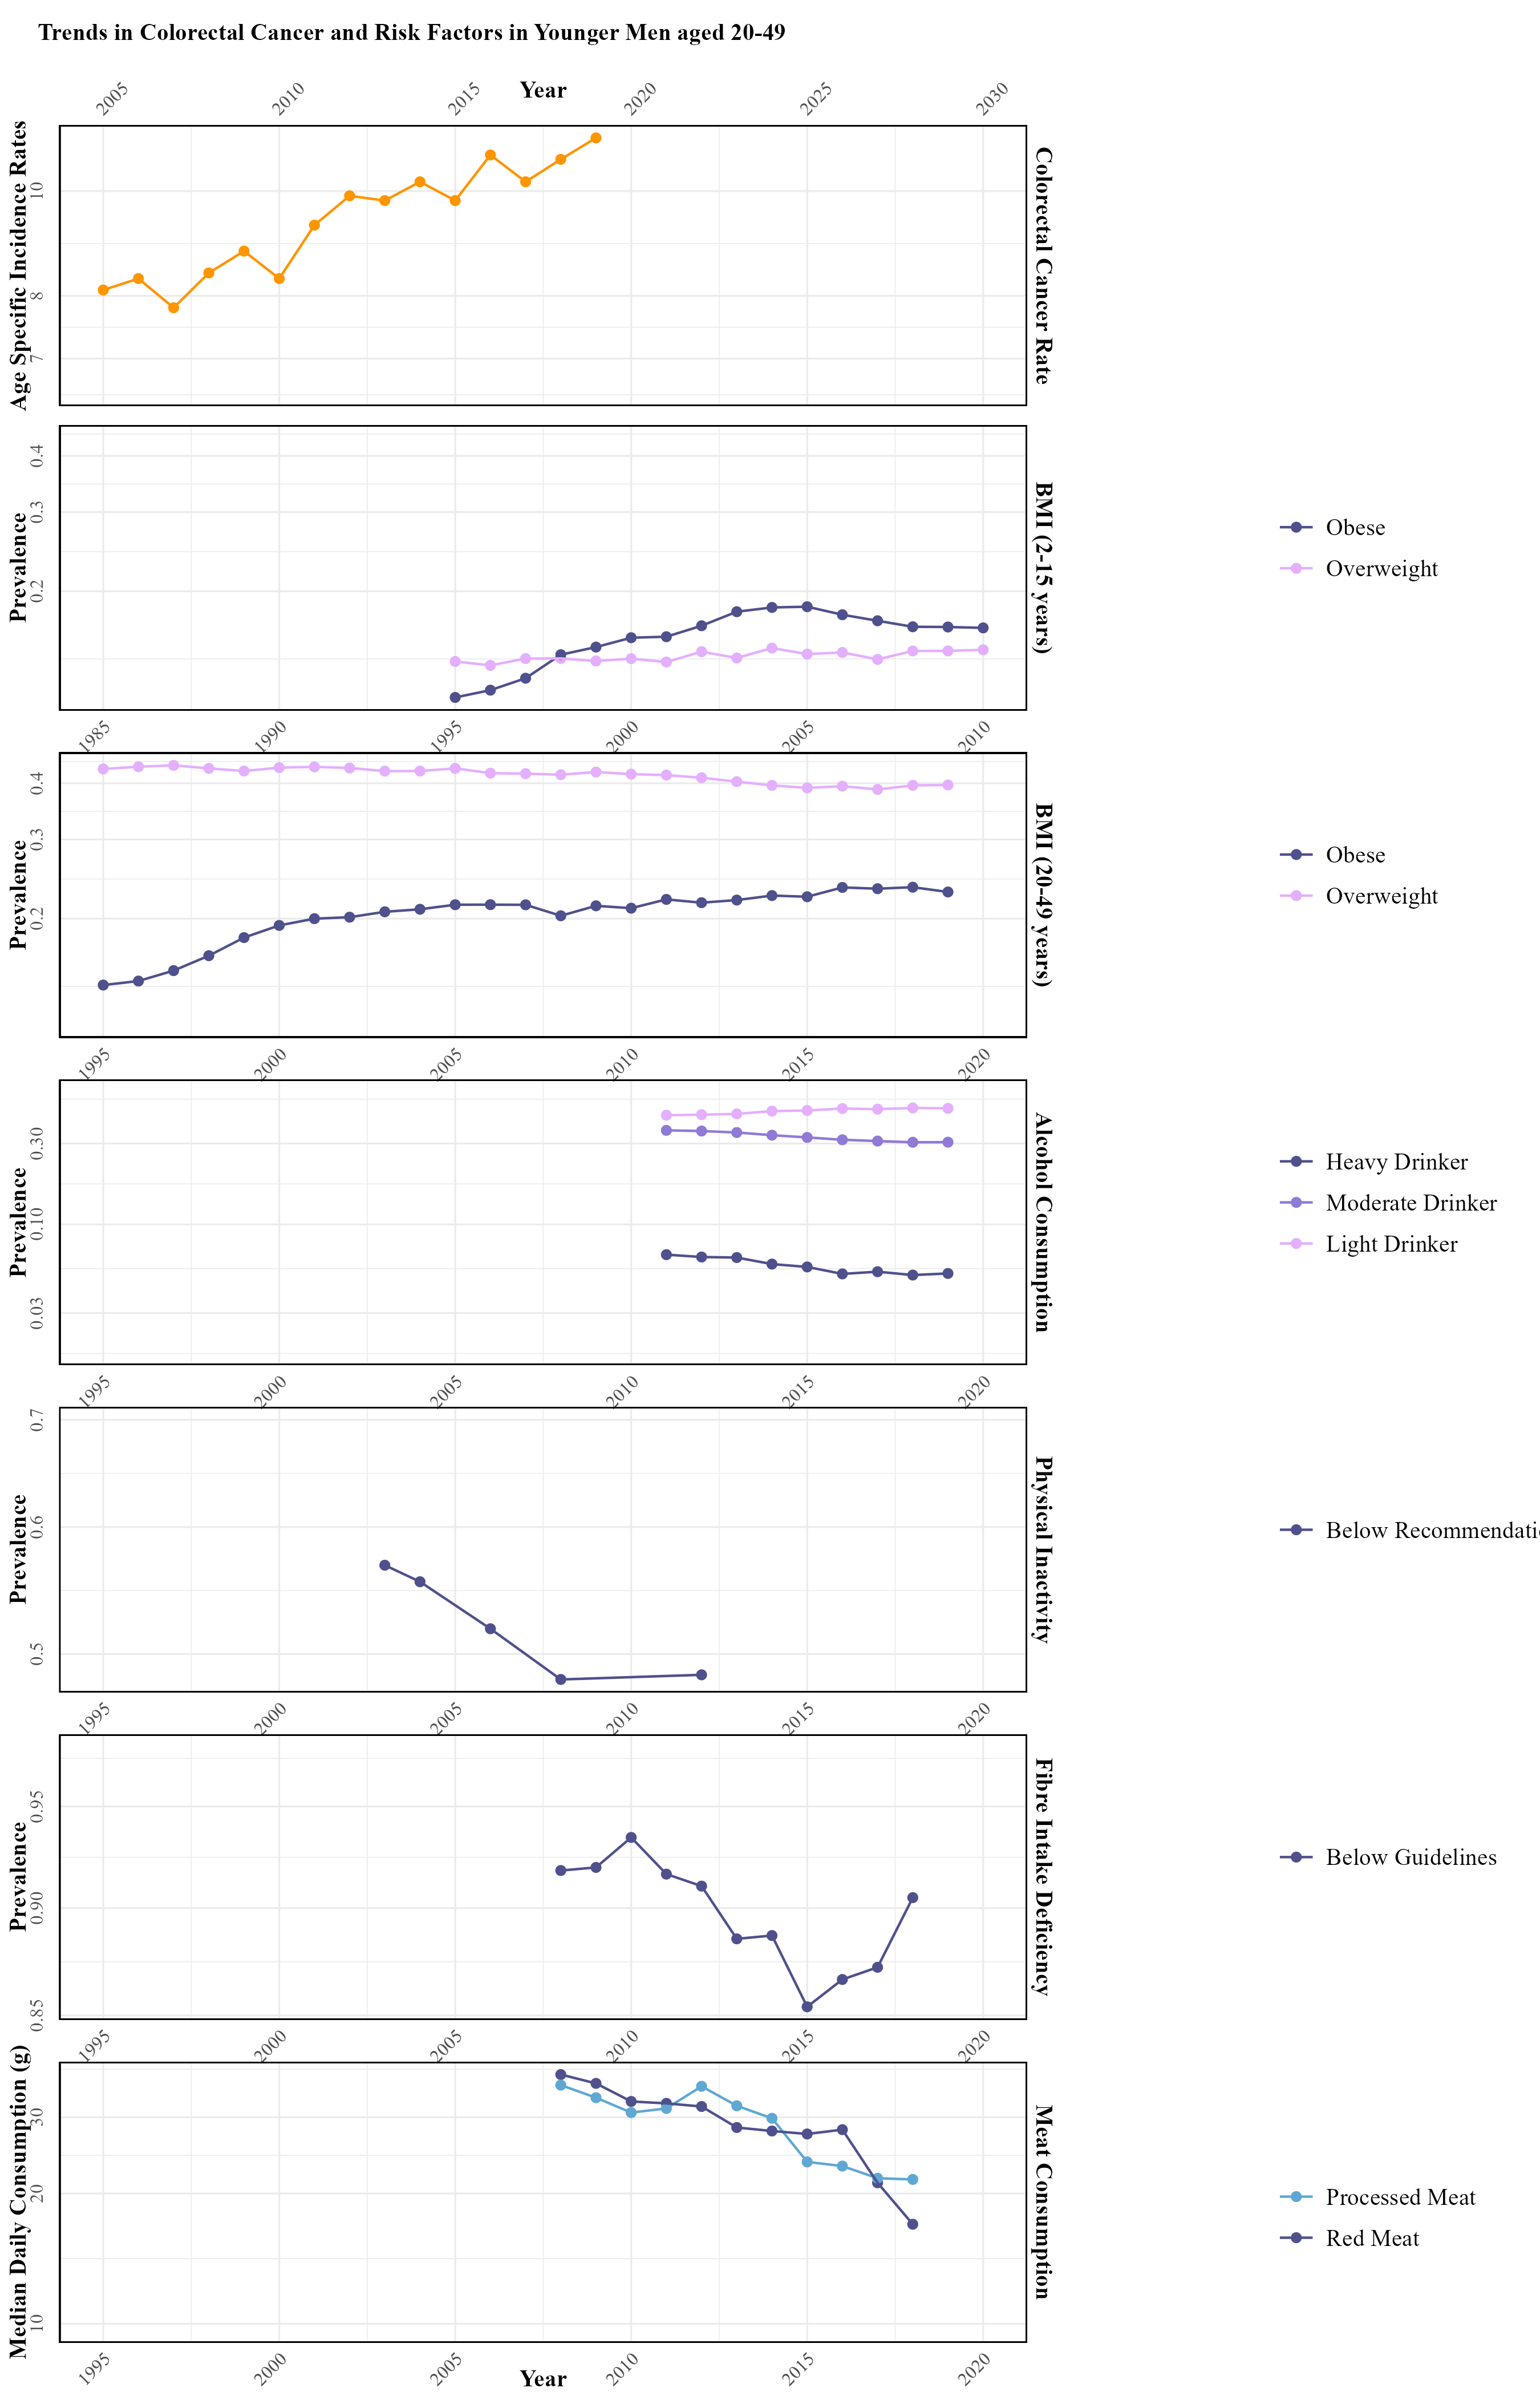 Trends in Colorectal Cancer and Risk Factors in Younger Men aged 20-49
Year
2005 2010 2015 2020 2025 2030
Age Specific Incidence Rates
10
8
7
Colorectal Cancer Rate
Prevalence
0.4
0.3
0.2
BMI (2-15 years)
Obese
Overweight
1985 1990 1995 2000 2005 2010
Prevalence
0.4
0.3
0.2
BMI (20-49 years)
Obese
Overweight
1995 2000 2005 2010 2015 2020
Prevalence
0.30
0.10
0.03
Alcohol Consumption
Heavy Drinker
Moderate Drinker
Light Drinker
1995 2000 2005 2010 2015 2020
Prevalence
0.7
0.6
0.5
Physical Inactivity
Below Recommendati
1995 2000 2005 2010 2015 2020
Prevalence
0.95
0.90
0.85
Fibre Intake Deficiency
Below Guidelines
1995 2000 2005 2010 2015 2020
Median Daily Consumption (g)
30
20
10
Meat Consumption
Processed Meat
Red Meat
1995 2000 2005 2010 2015 2020
Year